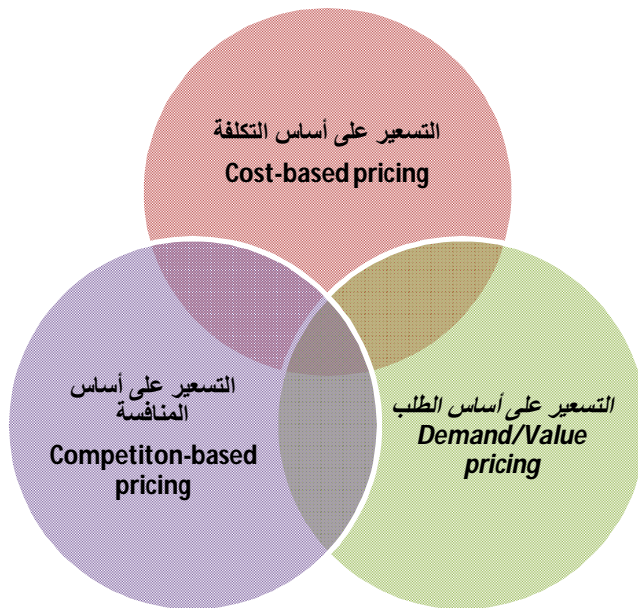 التسعير على أساس التكلفة
Cost-based pricing
التسعير على أساس
المنافسة
Competiton-based
pricing
التسعير على أساس الطلب
Demand/Value
pricing